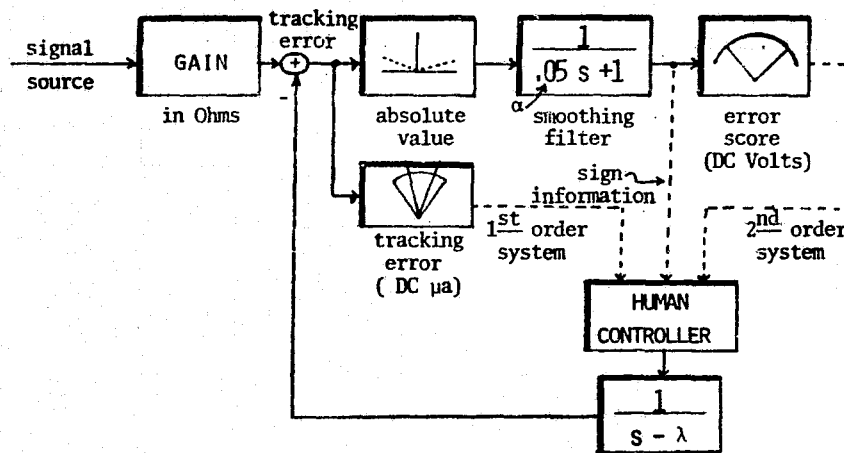 signal
source
GAIN
in Ohms
tracking
error
+
-
absolute
value
1
.05 s +1
α
smoothing
filter
error
score
(DC Volts)
sign
information
tracking
error
( DC µa)
1st order
system
2nd order
system
HUMAN
CONTROLLER
1
s - λ